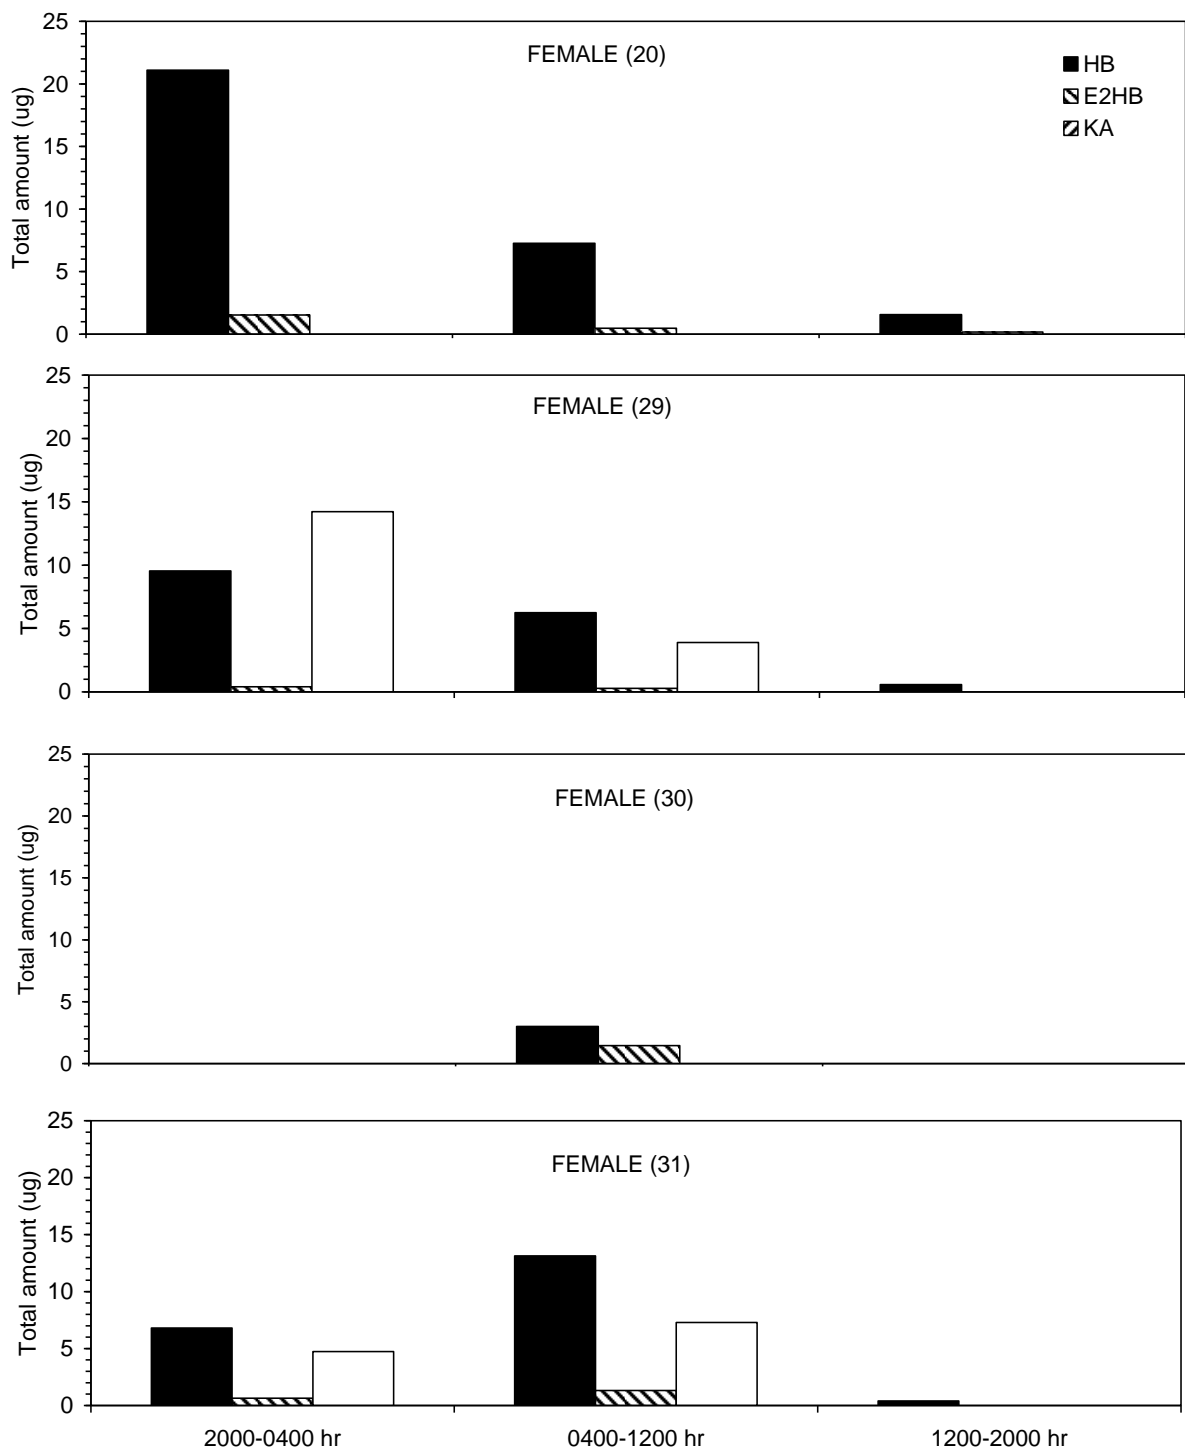 FEMALE (20)
HB
E2HB
KA
Total amount (ug)
25
20
15
10
5
0
FEMALE (29)
Total amount (ug)
25
20
15
10
5
0
FEMALE (30)
Total amount (ug)
25
20
15
10
5
0
FEMALE (31)
Total amount (ug)
25
20
15
10
5
0
2000-0400 hr
0400-1200 hr
1200-2000 hr